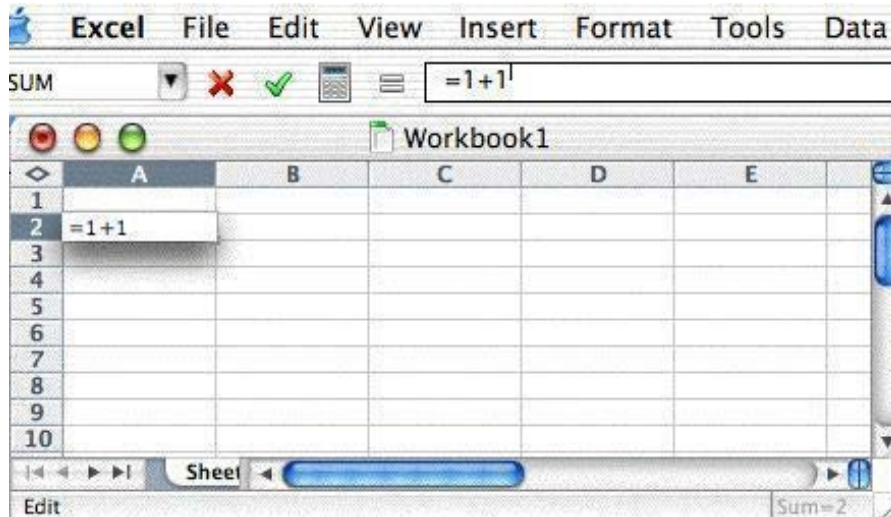 Excel File Edit View Insert Format Tools Data
SUM =1+1
Workbook1
A B C D E
1
2 =1+1
3
4
5
6
7
8
9
10
Sheet
Edit Sum=2